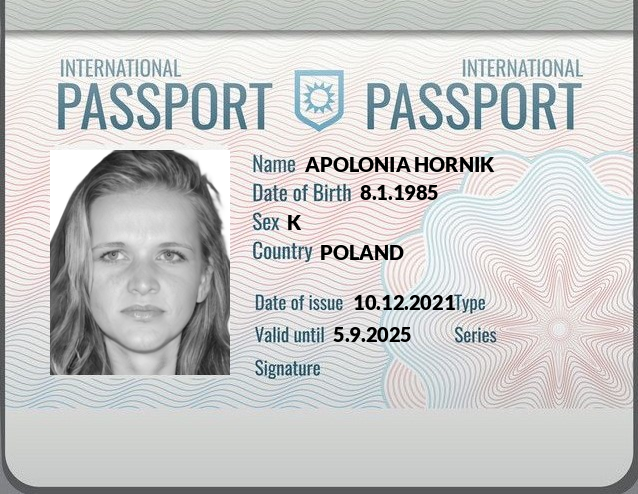 INTERNATIONAL INTERNATIONAL
PASSPORT PASSPORT
Name APOLONIA HORNIK
Date of Birth 8.1.1985
Sex K
Country POLAND
Date of issue 10.12.2021 Type
Valid until 5.9.2025 Series
Signature